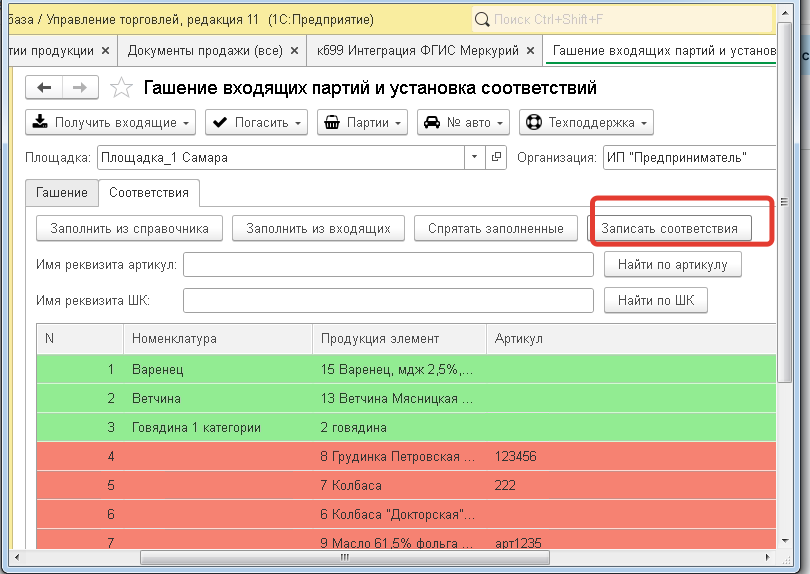 база / Управление торговлей, редакция 11 (1С:Предприятие)
Поиск Ctrl+Shift+F
тии продукции × Документы продажи (все) × к699 Интеграция ФГИС Меркурий × Гашение входящих партий и установ
Гашение входящих партий и установка соответствий
Получить входящие Погасить Партии № авто Техподдержка
Площадка: Площадка_1 Самара Организация: ИП "Предприниматель"
Гашение Соответствия
Заполнить из справочника Заполнить из входящих Спрятать заполненные Записать соответствия
Имя реквизита артикул: Найти по артикулу
Имя реквизита ШК: Найти по ШК
N Номенклатура Продукция элемент Артикул
1 Варенец 15 Варенец, мдж 2,5%,...
2 Ветчина 13 Ветчина Мясницкая ...
3 Говядина 1 категории 2 говядина
4 8 Грудинка Петровская ... 123456
5 7 Колбаса 222
6 6 Колбаса "Докторская"...
7 9 Масло 61,5% фольга ... арт1235